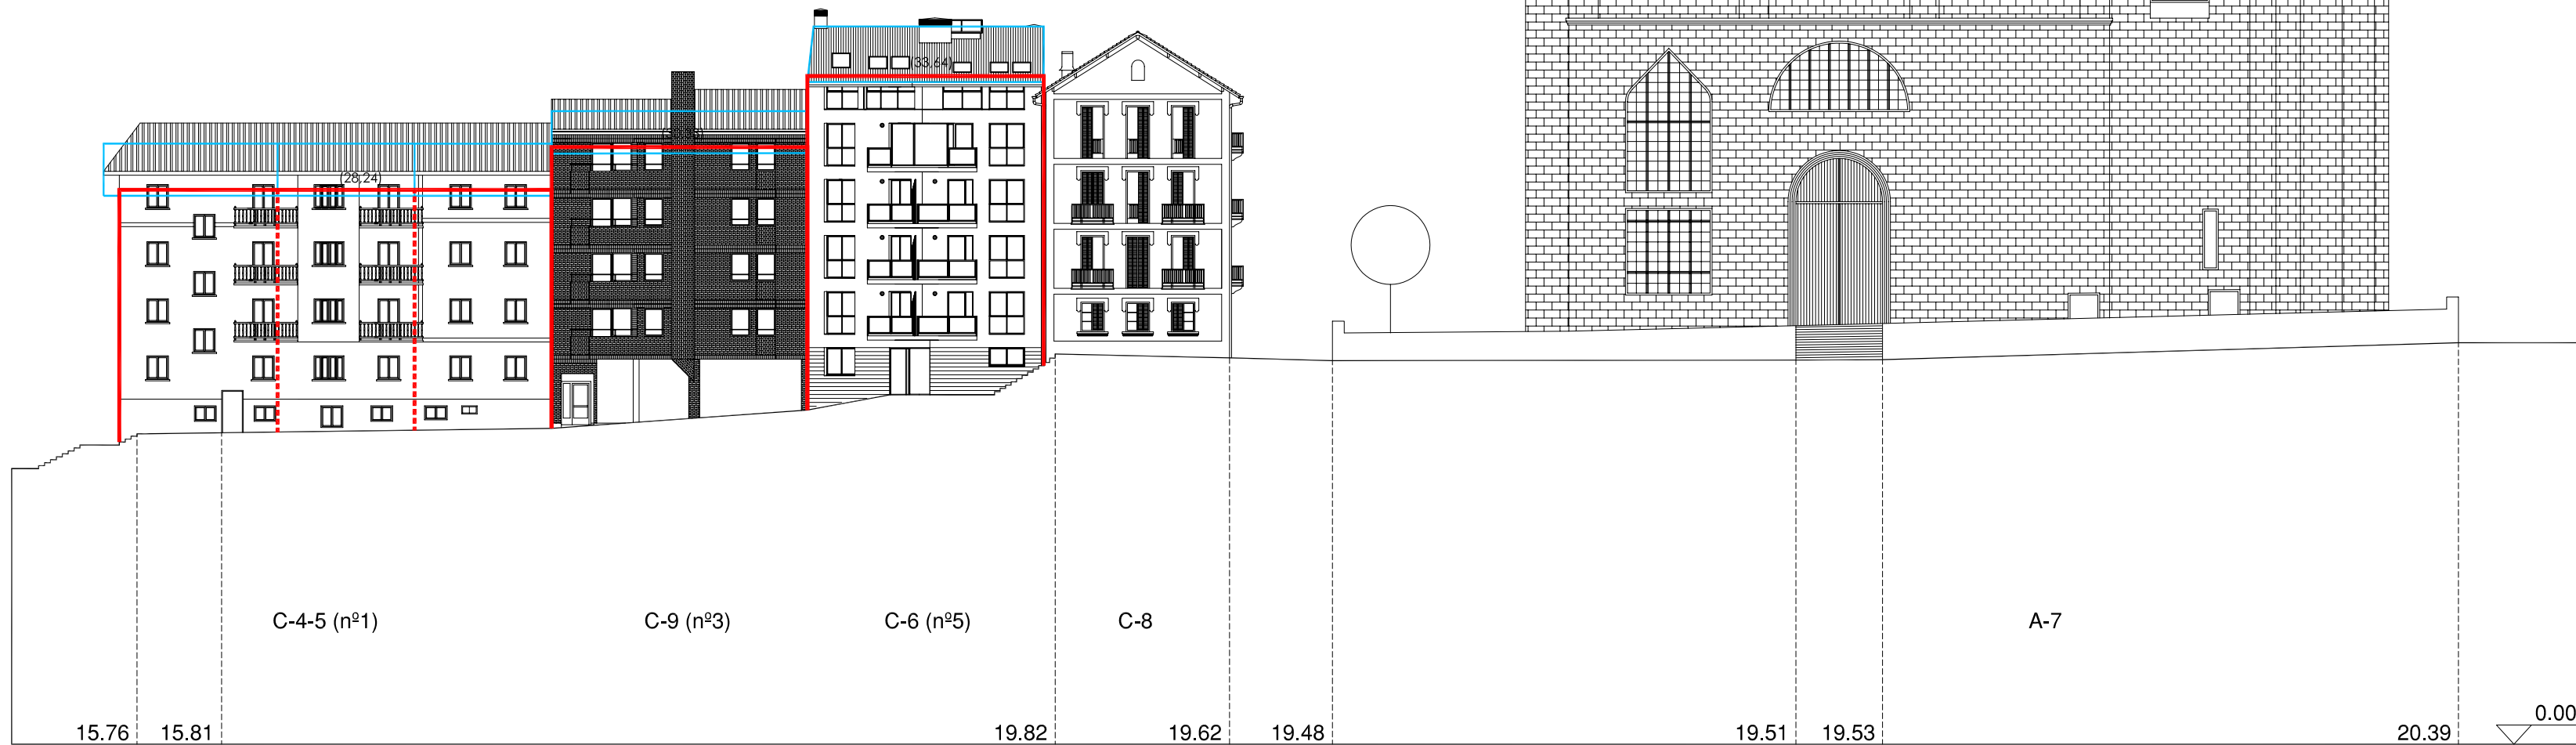 (33,64)
(28,24)
C-4-5 (nº1)
C-9 (nº3)
C-6 (nº5)
C-8
A-7
15.76
15.81
19.82
19.62
19.48
19.51
19.53
20.39
0.00